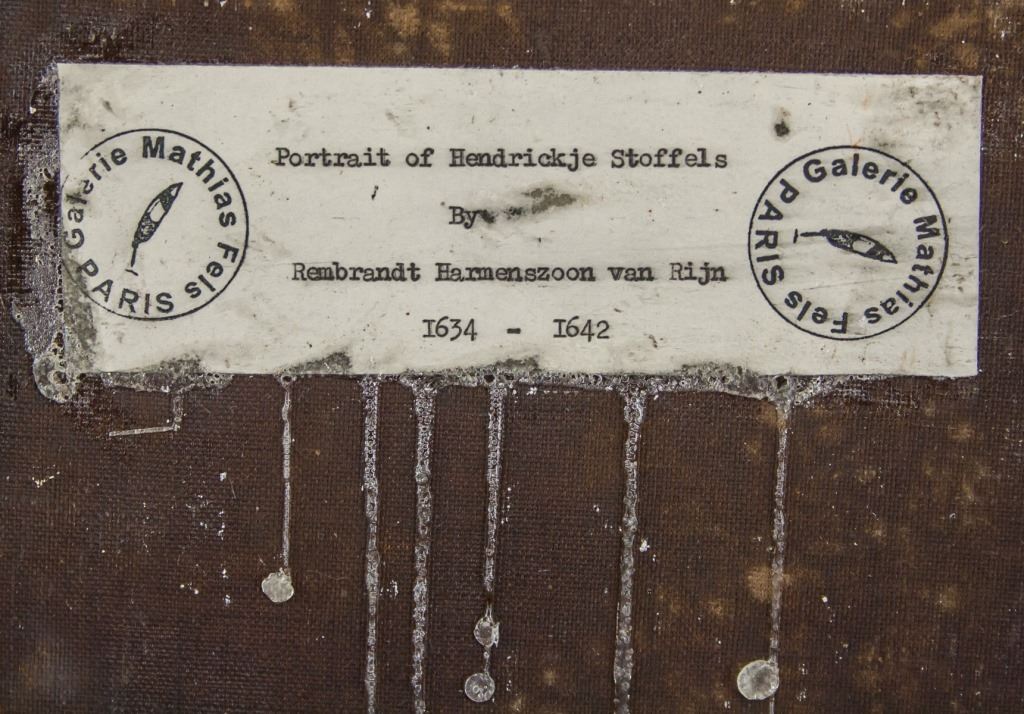 Galerie Mathias Fels PARIS
Portrait of Hendrickje Stoffels
By
Rembrandt Harmenszoon van Rijn
1634 - 1642
Galerie Mathias Fels PARIS